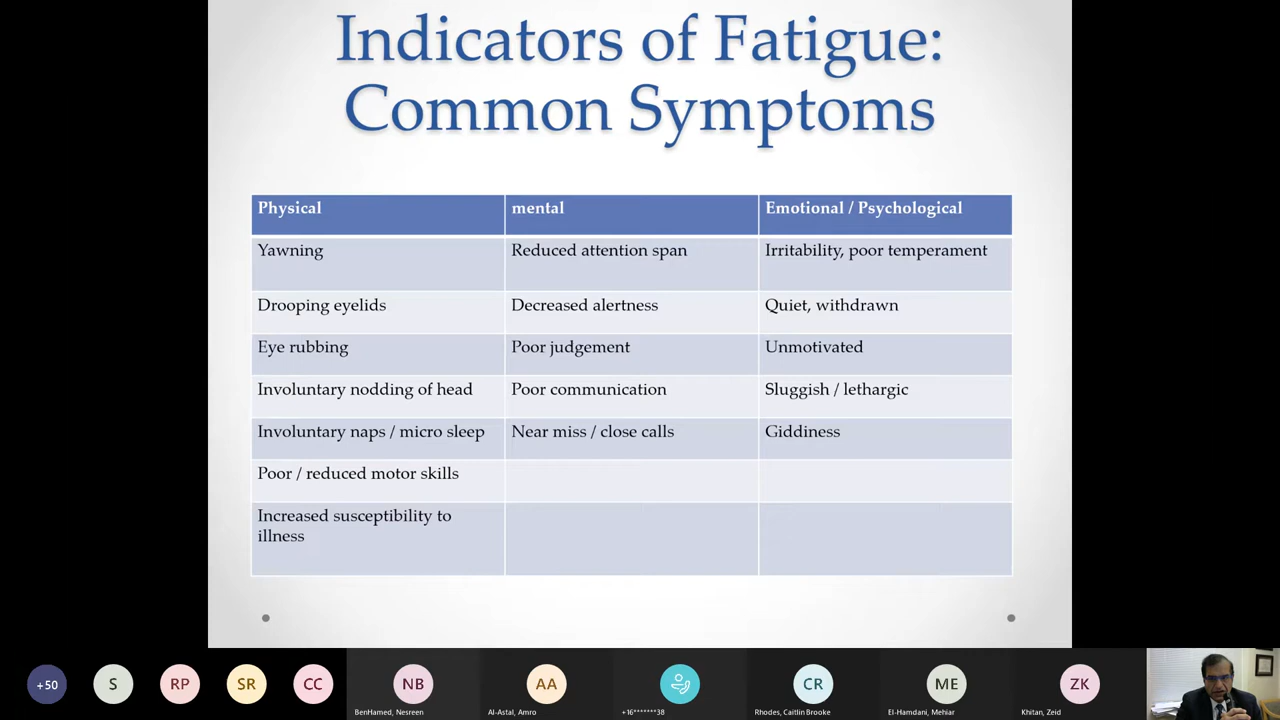 Indicators of Fatigue:
Common Symptoms
Physical mental Emotional / Psychological
Yawning Reduced attention span Irritability, poor temperament
Drooping eyelids Decreased alertness Quiet, withdrawn
Eye rubbing Poor judgement Unmotivated
Involuntary nodding of head Poor communication Sluggish / lethargic
Involuntary naps / micro sleep Near miss / close calls Giddiness
Poor / reduced motor skills
Increased susceptibility to
illness
+50 S RP SR CC NB AA CR ME ZK
BenHamed, Nesreen Al-Astal, Amro +16*******38 Rhodes, Caitlin Brooke El-Hamdani, Mehiar Khitan, Zeid